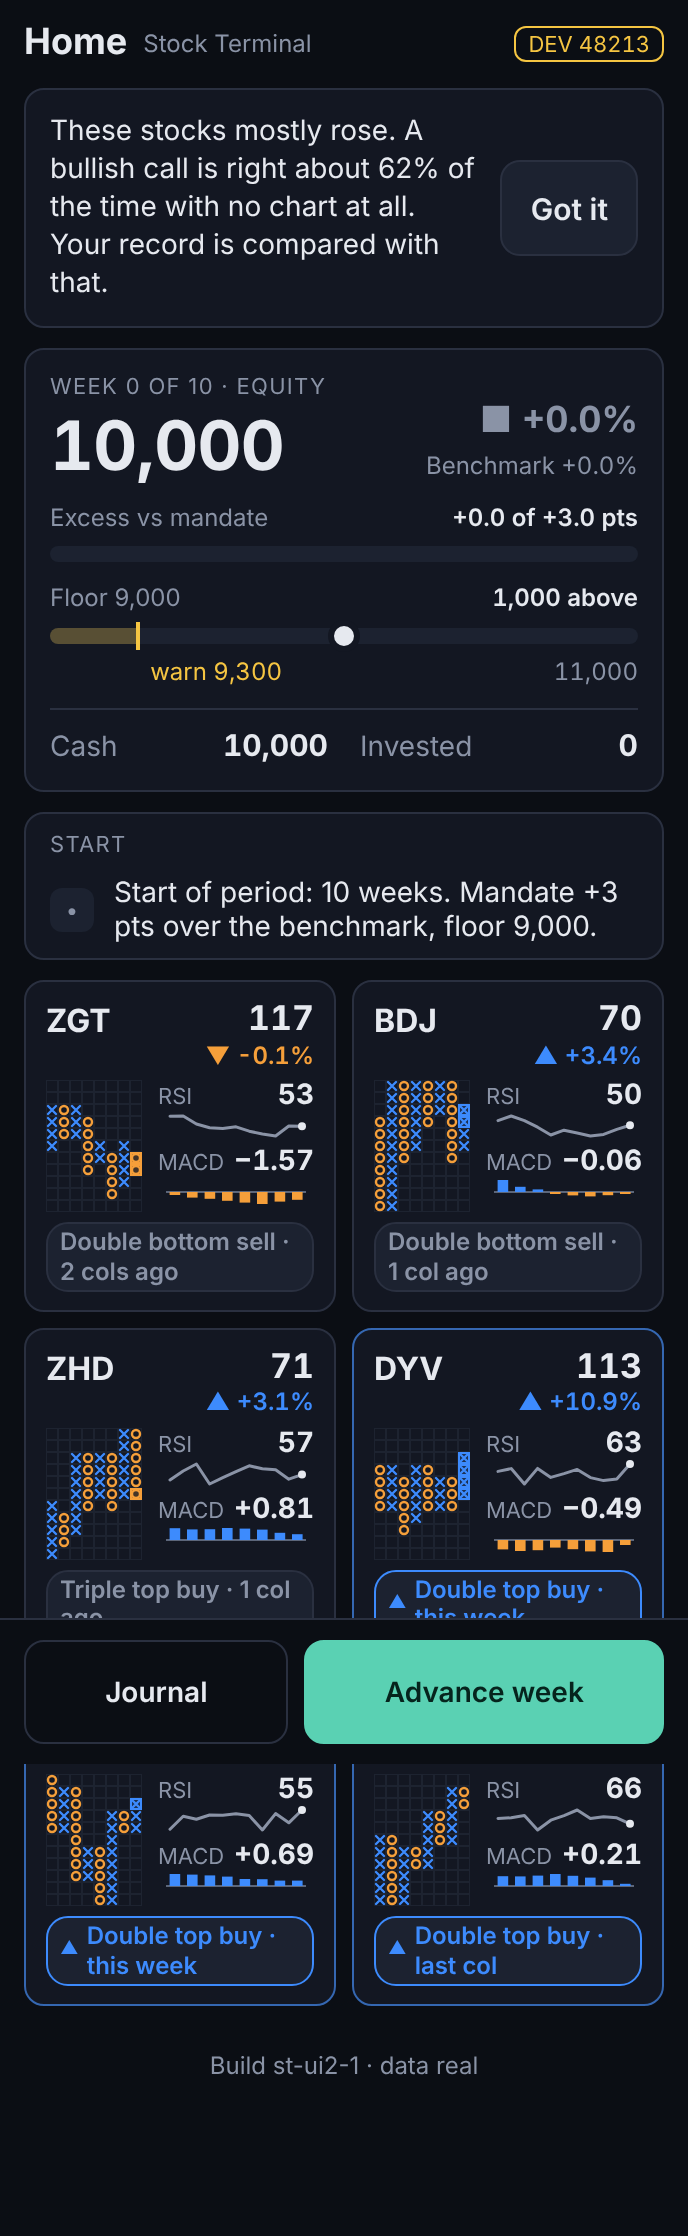 Home Stock Terminal DEV 48213
These stocks mostly rose. A
bullish call is right about 62% of
the time with no chart at all.
Your record is compared with
that.
Got it
WEEK 0 OF 10 · EQUITY
10,000
+0.0%
Benchmark +0.0%
Excess vs mandate +0.0 of +3.0 pts
Floor 9,000 1,000 above
warn 9,300 11,000
Cash 10,000 Invested 0
START
Start of period: 10 weeks. Mandate +3
pts over the benchmark, floor 9,000.
ZGT 117
-0.1%
RSI 53
MACD −1.57
Double bottom sell ·
2 cols ago
BDJ 70
+3.4%
RSI 50
MACD −0.06
Double bottom sell ·
1 col ago
ZHD 71
+3.1%
RSI 57
MACD +0.81
Triple top buy · 1 col
ago
DYV 113
+10.9%
RSI 63
MACD −0.49
Double top buy ·
this week
Journal
Advance week
RSI 55
MACD +0.69
Double top buy ·
this week
RSI 66
MACD +0.21
Double top buy ·
last col
Build st-ui2-1 · data real